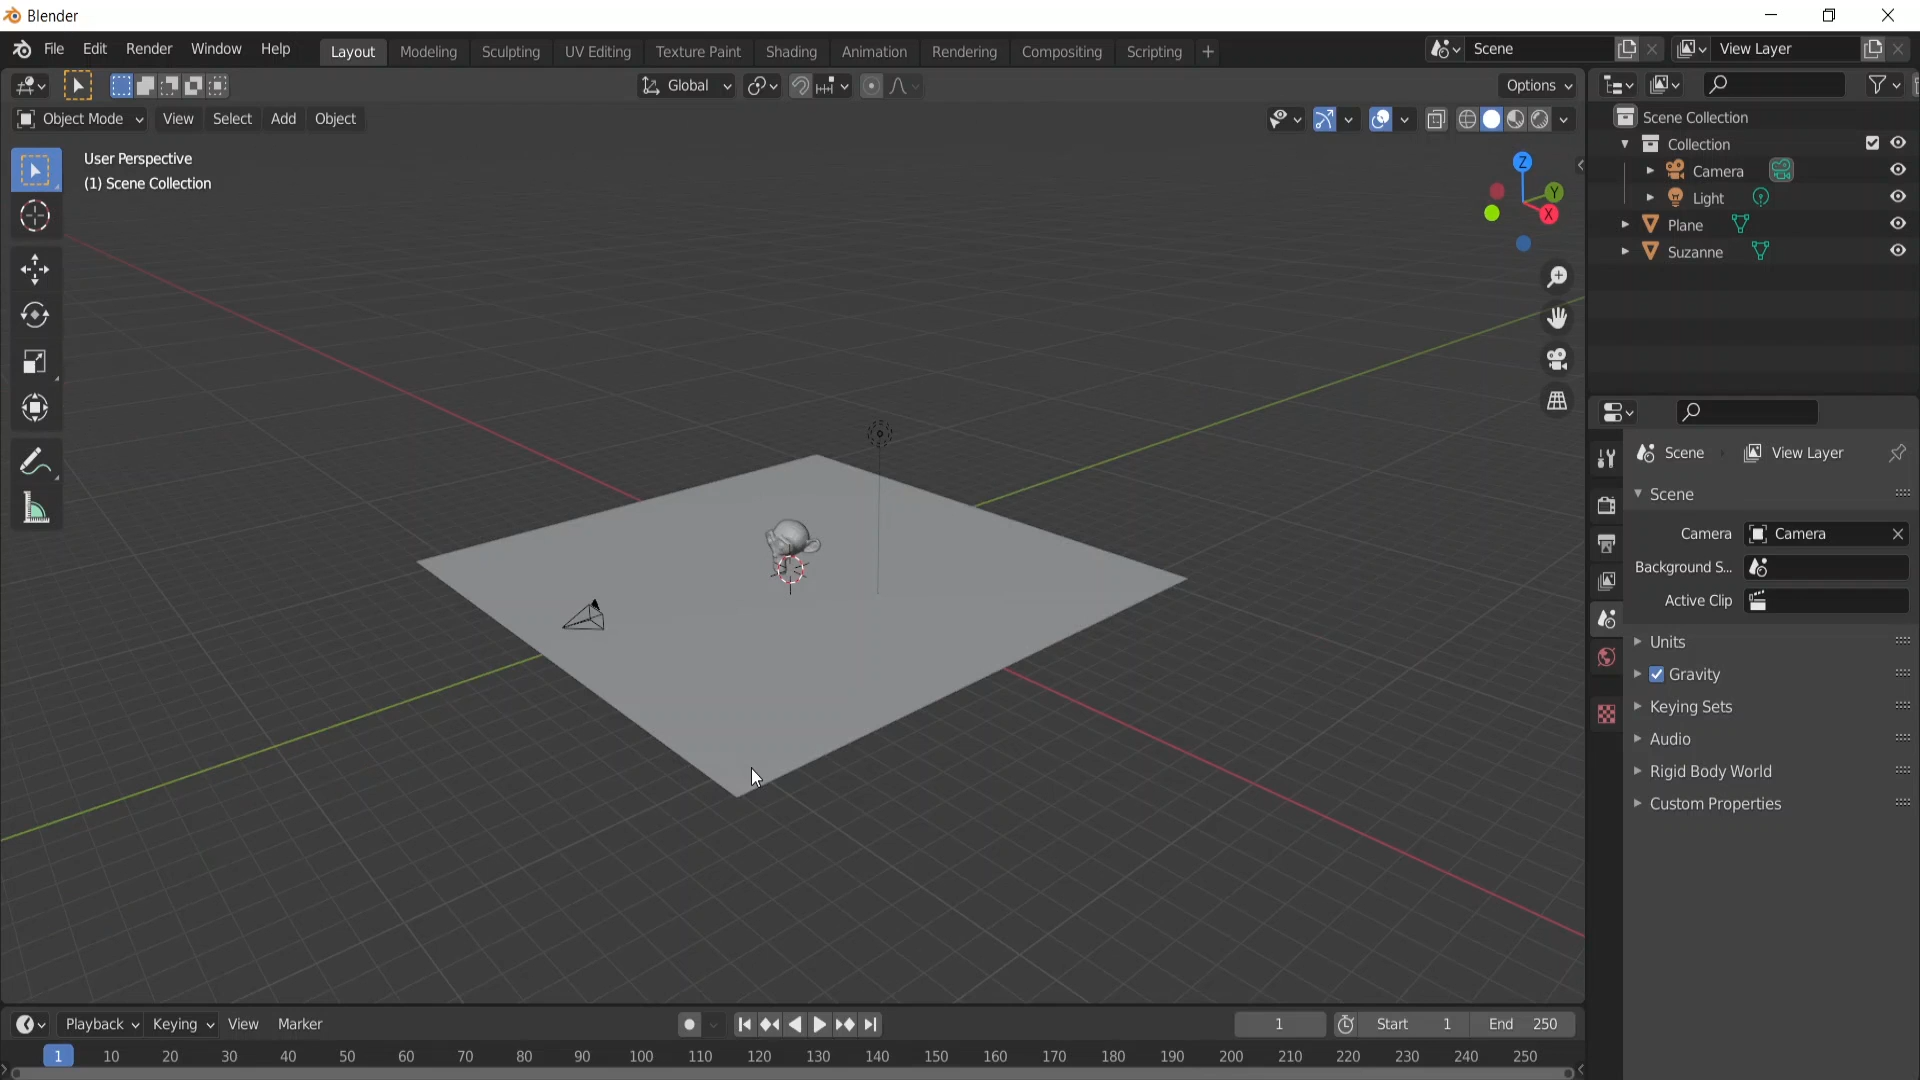 Blender
File Edit Render Window Help Layout Modeling Sculpting UV Editing Texture Paint Shading Animation Rendering Compositing Scripting + Scene View Layer
Global Options
Object Mode View Select Add Object
User Perspective
(1) Scene Collection
Z
Y
X
Scene Collection
Collection
Camera
Light
Plane
Suzanne
Scene View Layer
Scene
Camera Camera
Background S...
Active Clip
Units
Gravity
Keying Sets
Audio
Rigid Body World
Custom Properties
Playback Keying View Marker 1 Start 1 End 250
1 10 20 30 40 50 60 70 80 90 100 110 120 130 140 150 160 170 180 190 200 210 220 230 240 250